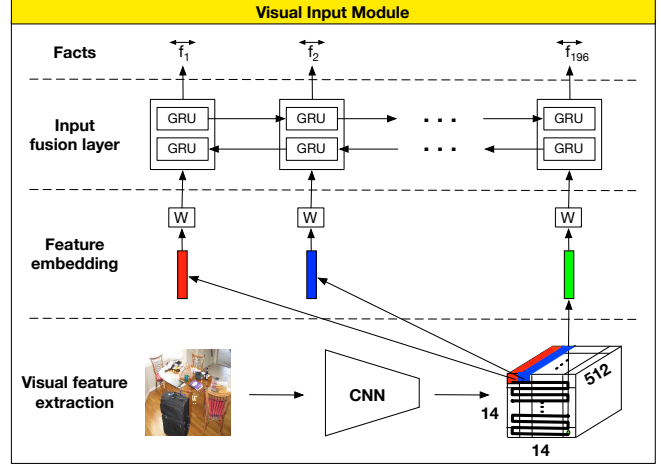 Visual Input Module
Facts
f1 f2 f196
Input
fusion layer
GRU GRU . . . GRU
GRU GRU . . . GRU
W W W
Feature
embedding
Visual feature
extraction
CNN
14
14
512